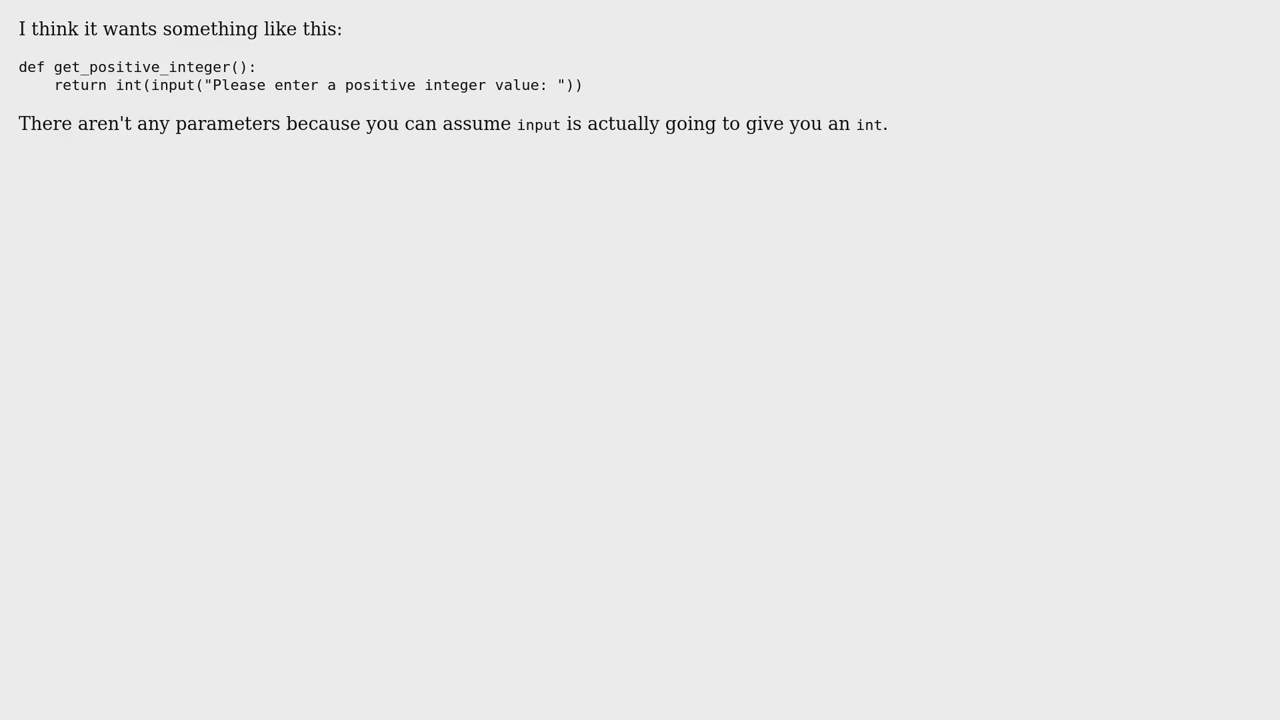 I think it wants something like this:
def get_positive_integer():
    return int(input("Please enter a positive integer value: "))
There aren't any parameters because you can assume input is actually going to give you an int.